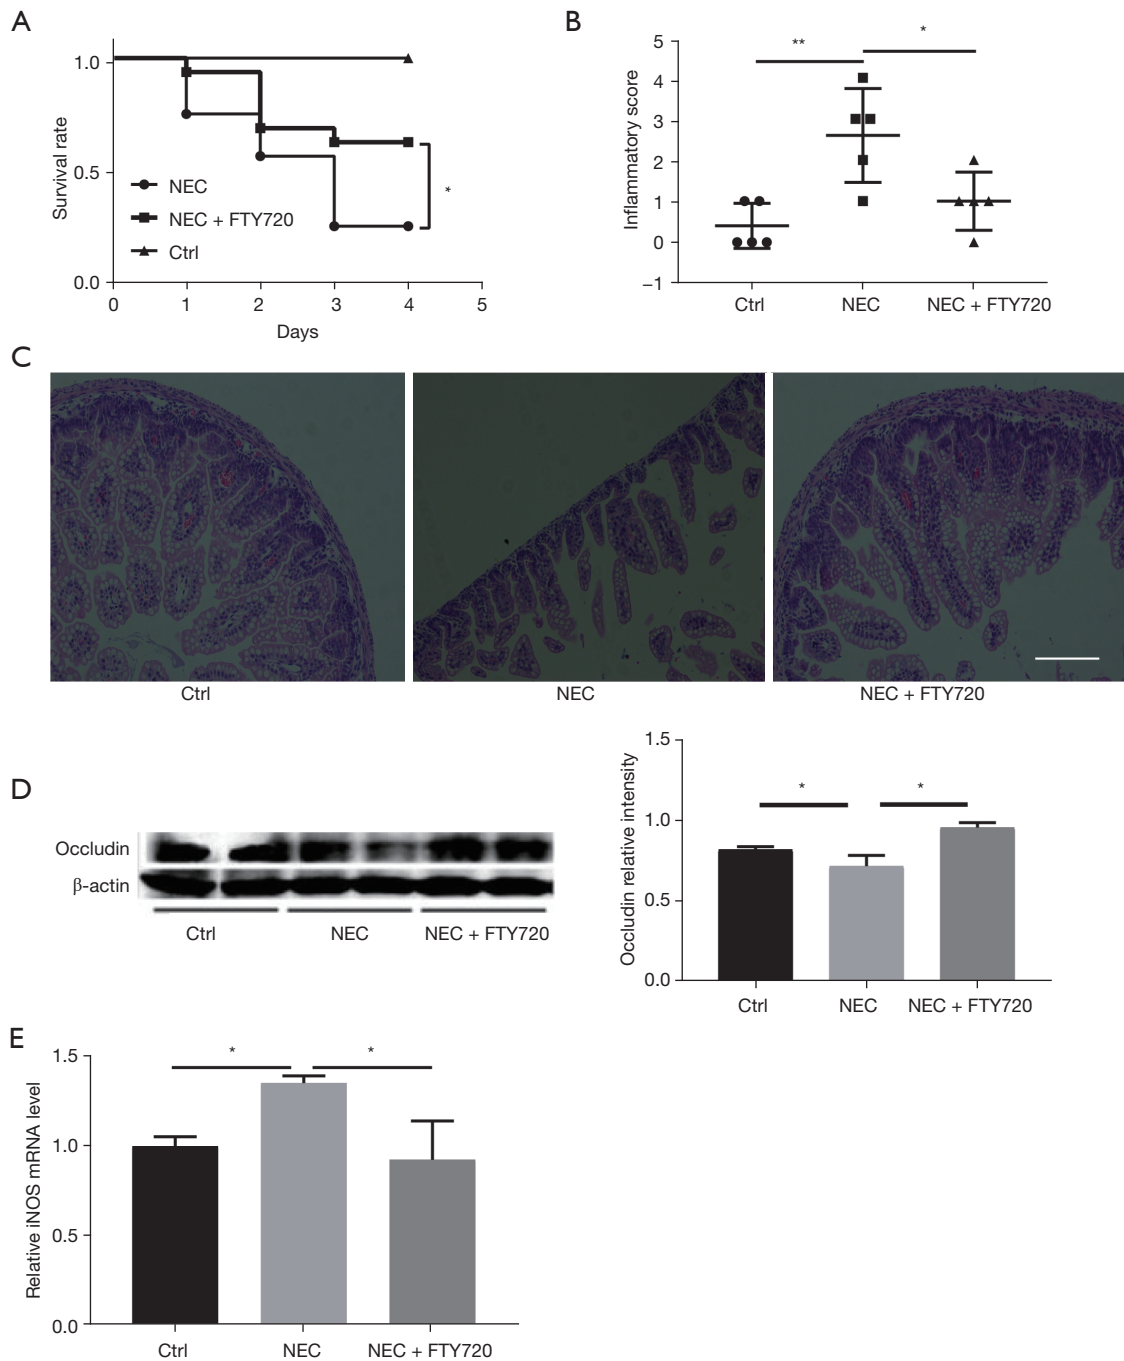 A
Survival rate
1.0
0.5
0.0
NEC
NEC + FTY720
Ctrl
*
0 1 2 3 4 5
Days
B
Inflammatory score
5
4
3
2
1
0
–1
** *
Ctrl NEC NEC + FTY720
C
Ctrl NEC NEC + FTY720
D
Occludin
β-actin
Ctrl NEC NEC + FTY720
Occludin relative intensity
1.5
1.0
0.5
0.0
* *
Ctrl NEC NEC + FTY720
E
Relative iNOS mRNA level
1.5
1.0
0.5
0.0
* *
Ctrl NEC NEC + FTY720